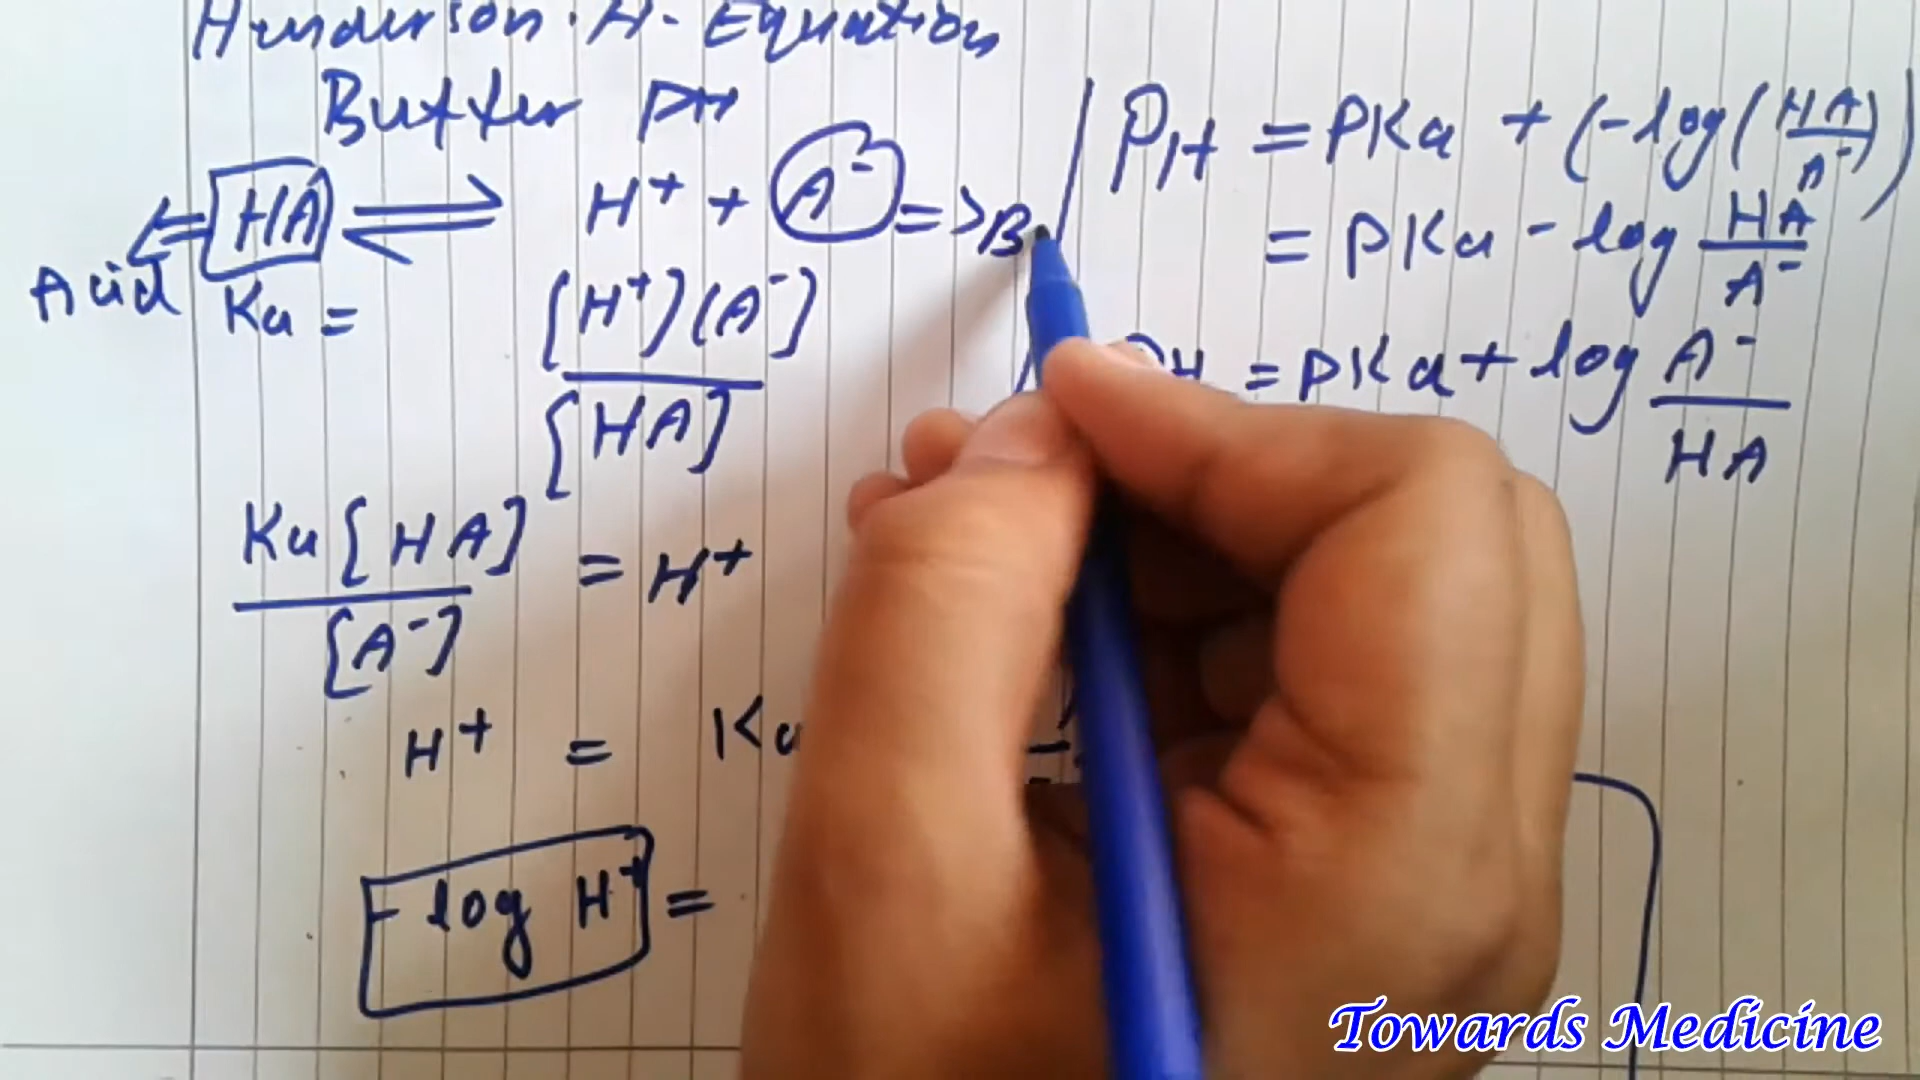 Henderson. H- Equation
Buffer PH
HA ⇌ H⁺ + A⁻ => B
Acid
Ka = [H⁺](A⁻] / [HA]
Ka[HA] / [A⁻] = H⁺
H⁺ = Ka
- log H⁺ =
PH = PKa + (-log(HA / A⁻))
= PKa - log HA / A⁻
PH = PKa + log A⁻ / HA
Towards Medicine